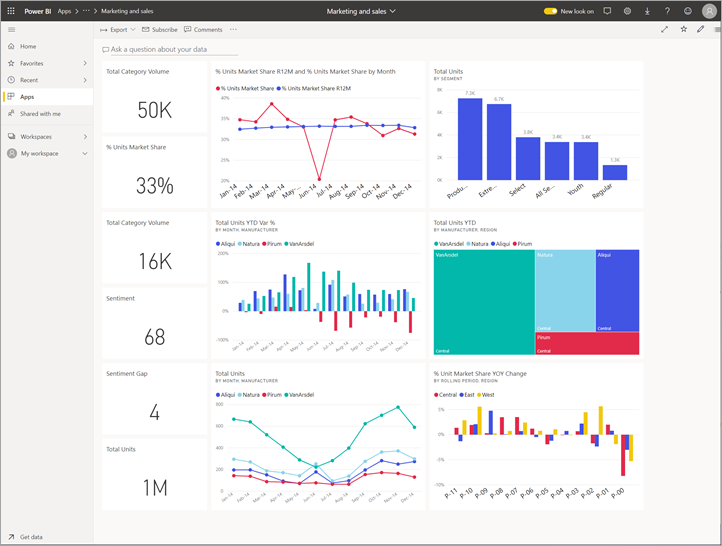 Power BI Apps > ··· > Marketing and sales
Marketing and sales
New look on
Export
Subscribe
Comments
···
Home
Favorites
Recent
Apps
Shared with me
Workspaces
My workspace
Get data
Ask a question about your data
Total Category Volume
50K
% Units Market Share
33%
Total Category Volume
16K
Sentiment
68
Sentiment Gap
4
Total Units
1M
% Units Market Share R12M and % Units Market Share by Month
% Units Market Share % Units Market Share R12M
40%
35%
30%
25%
20%
Jan-14 Feb-14 Mar-14 Apr-14 May-... Jun-14 Jul-14 Aug-14 Sep-14 Oct-14 Nov-14 Dec-14
Total Units
BY SEGMENT
8K
6K
4K
2K
0K
7.3K 6.7K 3.8K 3.4K 3.4K 1.3K
Produ... Extre... Select All Se... Youth Regular
Total Units YTD Var %
BY MONTH, MANUFACTURER
Aliqui Natura Pirum VanArsdel
200%
100%
0%
-100%
Jan-14 Feb-14 Mar-14 Apr-14 May-14 Jun-14 Jul-14 Aug-14 Sep-14 Oct-14 Nov-14 Dec-14
Total Units YTD
BY MANUFACTURER, REGION
VanArsdel Natura Aliqui Pirum
VanArsdel
Central
Natura
Central
Aliqui
Central
Pirum
Central
Total Units
BY MONTH, MANUFACTURER
Aliqui Natura Pirum VanArsdel
800
600
400
200
0
Jan-14 Feb-14 Mar-14 Apr-14 May-14 Jun-14 Jul-14 Aug-14 Sep-14 Oct-14 Nov-14 Dec-14
% Unit Market Share YOY Change
BY ROLLING PERIOD, REGION
Central East West
5%
0%
-5%
-10%
P-11 P-10 P-09 P-08 P-07 P-06 P-05 P-04 P-03 P-02 P-01 P-00